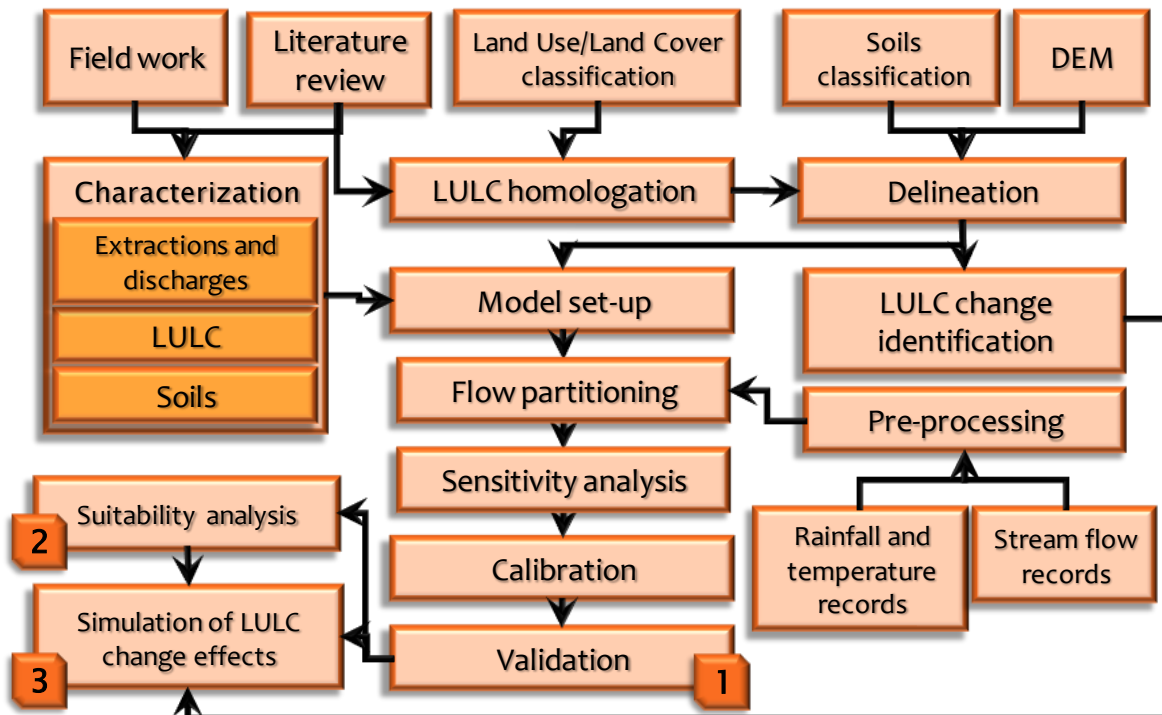 Field work
Literature
review
Land Use/Land Cover
classification
Soils
classification
DEM
Characterization
Extractions and
discharges
LULC
Soils
LULC homologation
Delineation
Model set-up
LULC change
identification
Flow partitioning
Pre-processing
Sensitivity analysis
Rainfall and
temperature
records
Stream flow
records
Suitability analysis
2
Calibration
Simulation of LULC
change effects
3
Validation
1